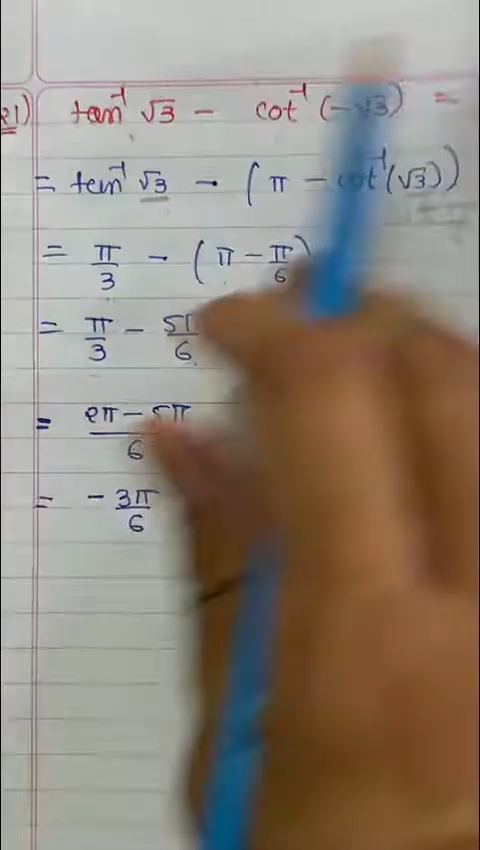 21) tan⁻¹ √3 - cot⁻¹ (-√3) =
= tan⁻¹ √3 - (π - cot⁻¹(√3))
= π/3 - (π - π/6)
= π/3 - 5π/6
= 2π - 5π/6
= - 3π/6